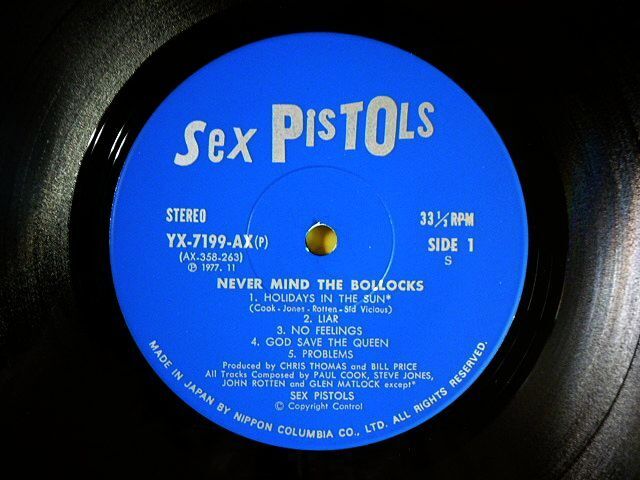 Sex PISTOLS
STEREO
33 1/3 RPM
YX-7199-AX(P)
SIDE 1
(AX-358-263)
S
Ⓟ 1977. 11
NEVER MIND THE BOLLOCKS
1. HOLIDAYS IN THE SUN*
(Cook-Jones-Rotten-Sid Vicious)
2. LIAR
3. NO FEELINGS
4. GOD SAVE THE QUEEN
5. PROBLEMS
Produced by CHRIS THOMAS and BILL PRICE
All Tracks Composed by PAUL COOK, STEVE JONES,
JOHN ROTTEN and GLEN MATLOCK except*
SEX PISTOLS
© Copyright Control
MADE IN JAPAN BY NIPPON COLUMBIA CO., LTD. ALL RIGHTS RESERVED.